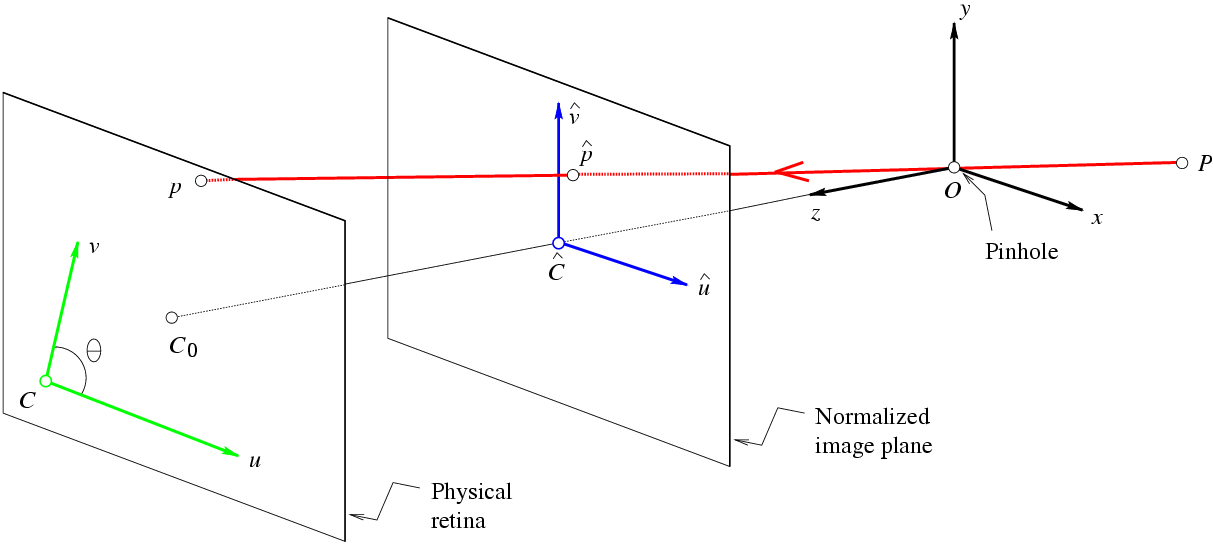 y
v̂
p̂
P
p
O
z
x
v
Pinhole
Ĉ
û
C₀
θ
C
u
Normalized
image plane
Physical
retina